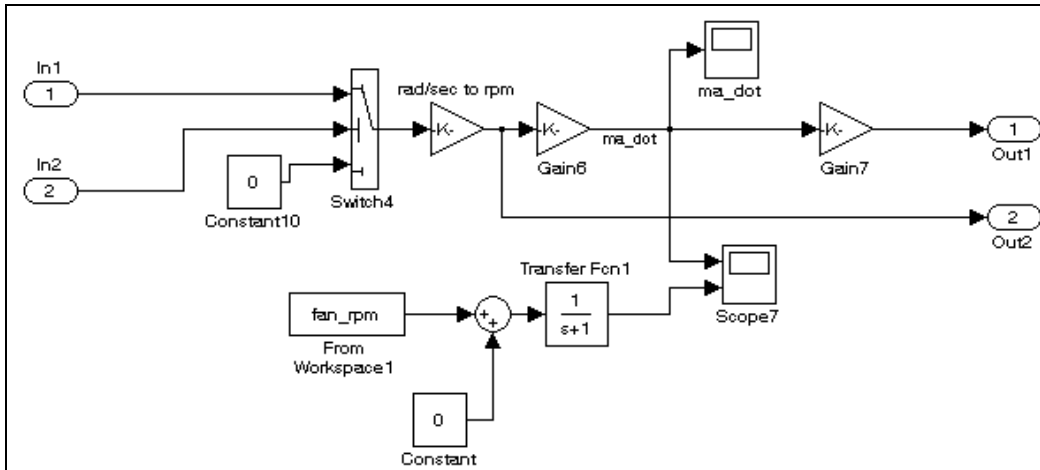 In1
1
In2
2
0
Constant10
Switch4
rad/sec to rpm
-K-
-K-
Gain6
ma_dot
ma_dot
-K-
Gain7
1
Out1
2
Out2
fan_rpm
From
Workspace1
0
Constant
+
+
Transfer Fcn1
1
s+1
Scope7